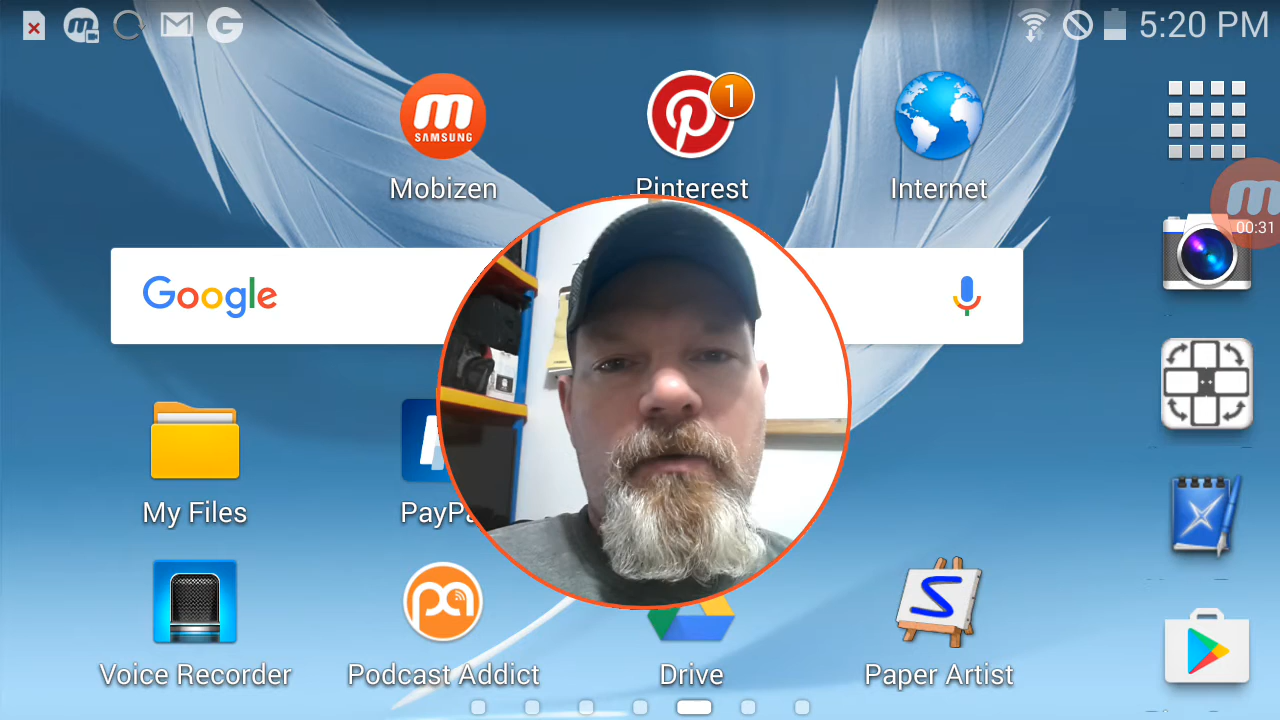 5:20 PM
m SAMSUNG
1
Mobizen
Pinterest
Internet
00:31
Google
My Files
PayPa
Voice Recorder
Podcast Addict
Drive
Paper Artist